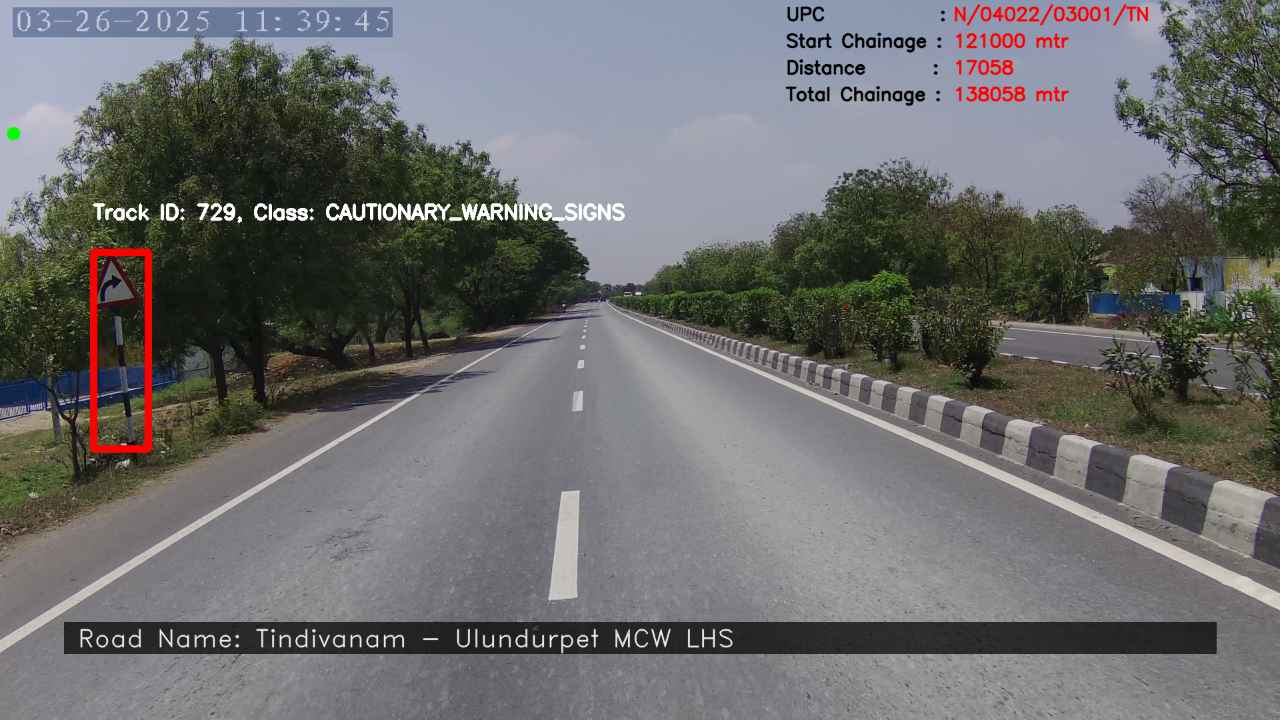 03-26-2025 11:39:45
UPC : N/04022/03001/TN
Start Chainage : 121000 mtr
Distance : 17058
Total Chainage : 138058 mtr
Track ID: 729, Class: CAUTIONARY_WARNING_SIGNS
Road Name: Tindivanam - Ulundurpet MCW LHS